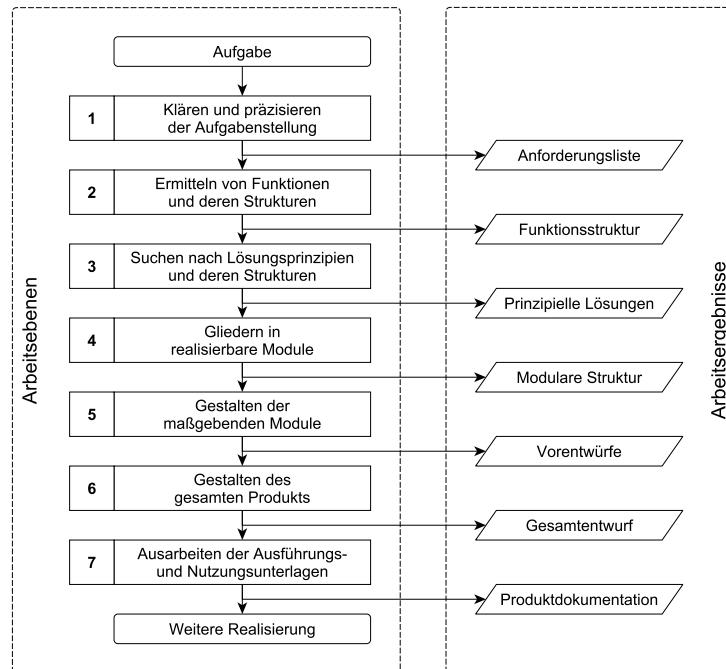 Aufgabe
1
Klären und präzisieren
der Aufgabenstellung
Anforderungsliste
2
Ermitteln von Funktionen
und deren Strukturen
Funktionsstruktur
3
Suchen nach Lösungsprinzipien
und deren Strukturen
Prinzipielle Lösungen
4
Gliedern in
realisierbare Module
Modulare Struktur
5
Gestalten der
maßgebenden Module
Vorentwürfe
6
Gestalten des
gesamten Produkts
Gesamtentwurf
7
Ausarbeiten der Ausführungs-
und Nutzungsunterlagen
Produktdokumentation
Weitere Realisierung
Arbeitsebenen
Arbeitsergebnisse